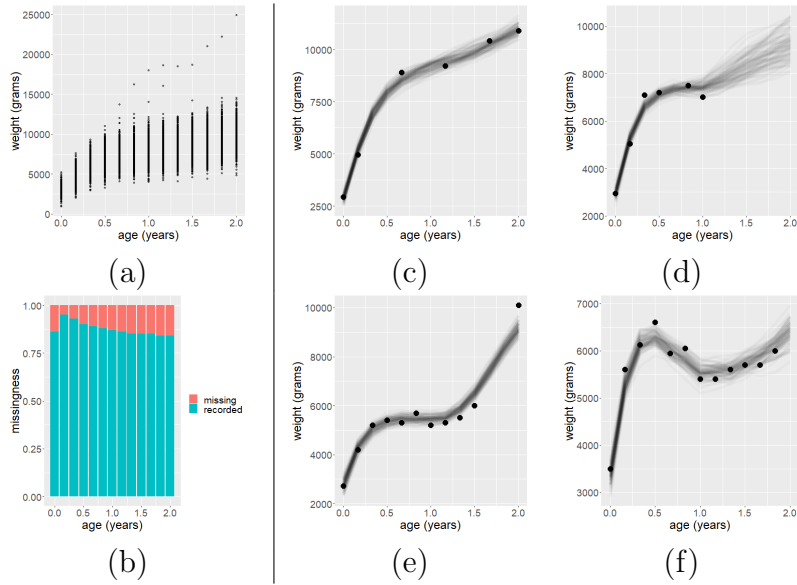 25000
20000
15000
10000
5000
0
weight (grams)
0.0 0.5 1.0 1.5 2.0
age (years)
(a)
1.00
0.75
0.50
0.25
0.00
missingness
missing
recorded
0.0 0.5 1.0 1.5 2.0
age (years)
(b)
10000
7500
5000
2500
weight (grams)
0.0 0.5 1.0 1.5 2.0
age (years)
(c)
10000
8000
6000
4000
2000
weight (grams)
0.0 0.5 1.0 1.5 2.0
age (years)
(d)
10000
8000
6000
4000
2000
weight (grams)
0.0 0.5 1.0 1.5 2.0
age (years)
(e)
7000
6000
5000
4000
3000
weight (grams)
0.0 0.5 1.0 1.5 2.0
age (years)
(f)